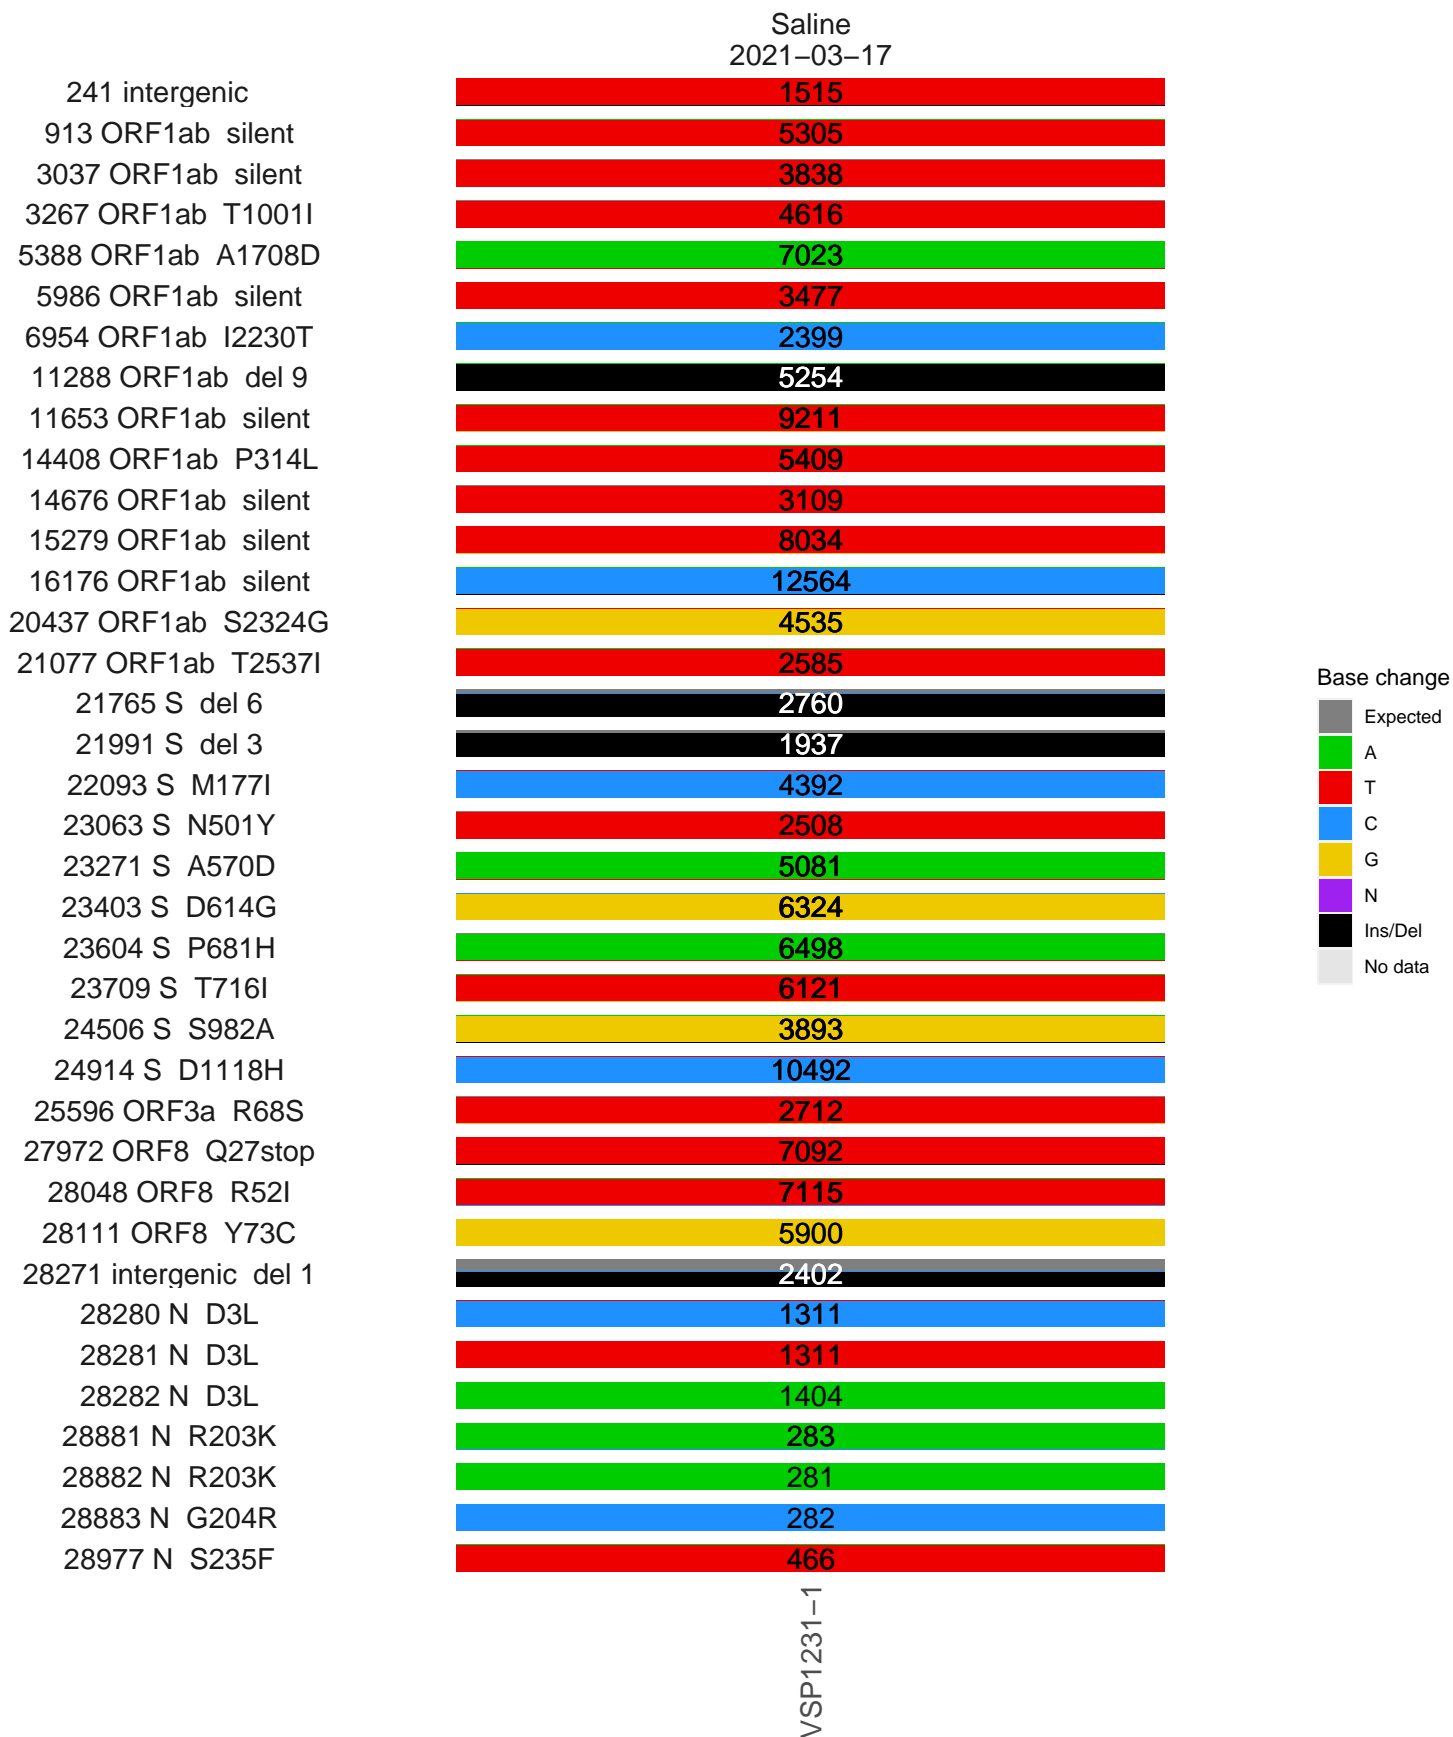 Saline
2021−03−17
241 intergenic 1515
913 ORF1ab silent 5305
3037 ORF1ab silent 3838
3267 ORF1ab T1001I 4616
5388 ORF1ab A1708D 7023
5986 ORF1ab silent 3477
6954 ORF1ab I2230T 2399
11288 ORF1ab del 9 5254
11653 ORF1ab silent 9211
14408 ORF1ab P314L 5409
14676 ORF1ab silent 3109
15279 ORF1ab silent 8034
16176 ORF1ab silent 12564
20437 ORF1ab S2324G 4535
21077 ORF1ab T2537I 2585
21765 S del 6 2760
21991 S del 3 1937
22093 S M177I 4392
23063 S N501Y 2508
23271 S A570D 5081
23403 S D614G 6324
23604 S P681H 6498
23709 S T716I 6121
24506 S S982A 3893
24914 S D1118H 10492
25596 ORF3a R68S 2712
27972 ORF8 Q27stop 7092
28048 ORF8 R52I 7115
28111 ORF8 Y73C 5900
28271 intergenic del 1 2402
28280 N D3L 1311
28281 N D3L 1311
28282 N D3L 1404
28881 N R203K 283
28882 N R203K 281
28883 N G204R 282
28977 N S235F 466
VSP1231−1
Base change
Expected
A
T
C
G
N
Ins/Del
No data